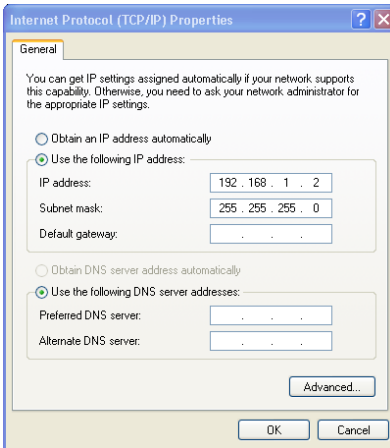 Internet Protocol (TCP/IP) Properties
General
You can get IP settings assigned automatically if your network supports
this capability. Otherwise, you need to ask your network administrator for
the appropriate IP settings.
Obtain an IP address automatically
Use the following IP address:
IP address: 192 . 168 . 1 . 2
Subnet mask: 255 . 255 . 255 . 0
Default gateway: . . .
Obtain DNS server address automatically
Use the following DNS server addresses:
Preferred DNS server: . . .
Alternate DNS server: . . .
Advanced...
OK Cancel